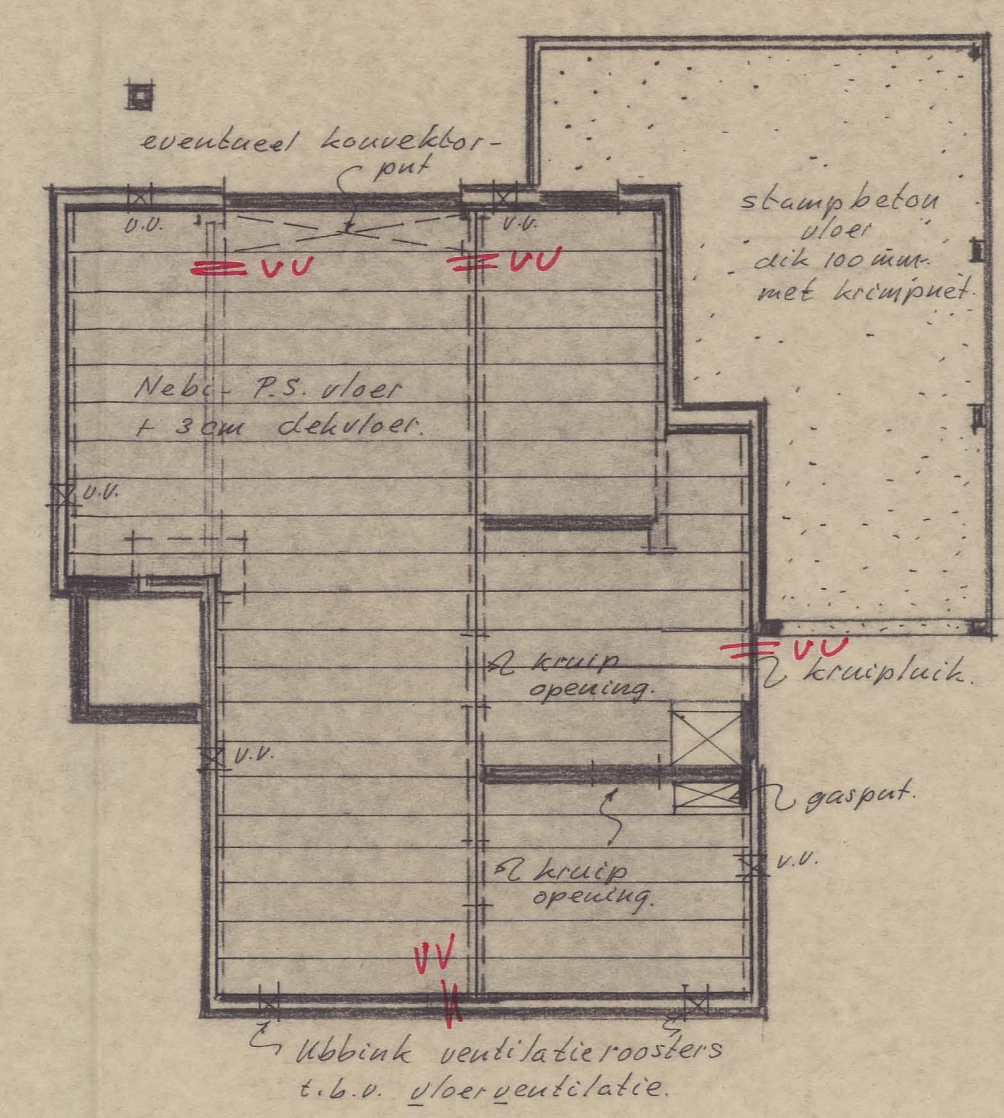 eventueel konvektor-
put
stampbeton
vloer
dik 100 mm.
met krimpnet.
v.v.
v.v.
VV
VV
Nebi - P.S. vloer
+ 3 cm dekvloer.
v.v.
kruip
opening.
VV
kruipluik.
v.v.
gasput.
v.v.
kruip
opening.
VV
Ubbink ventilatieroosters
t.b.v. vloerventilatie.